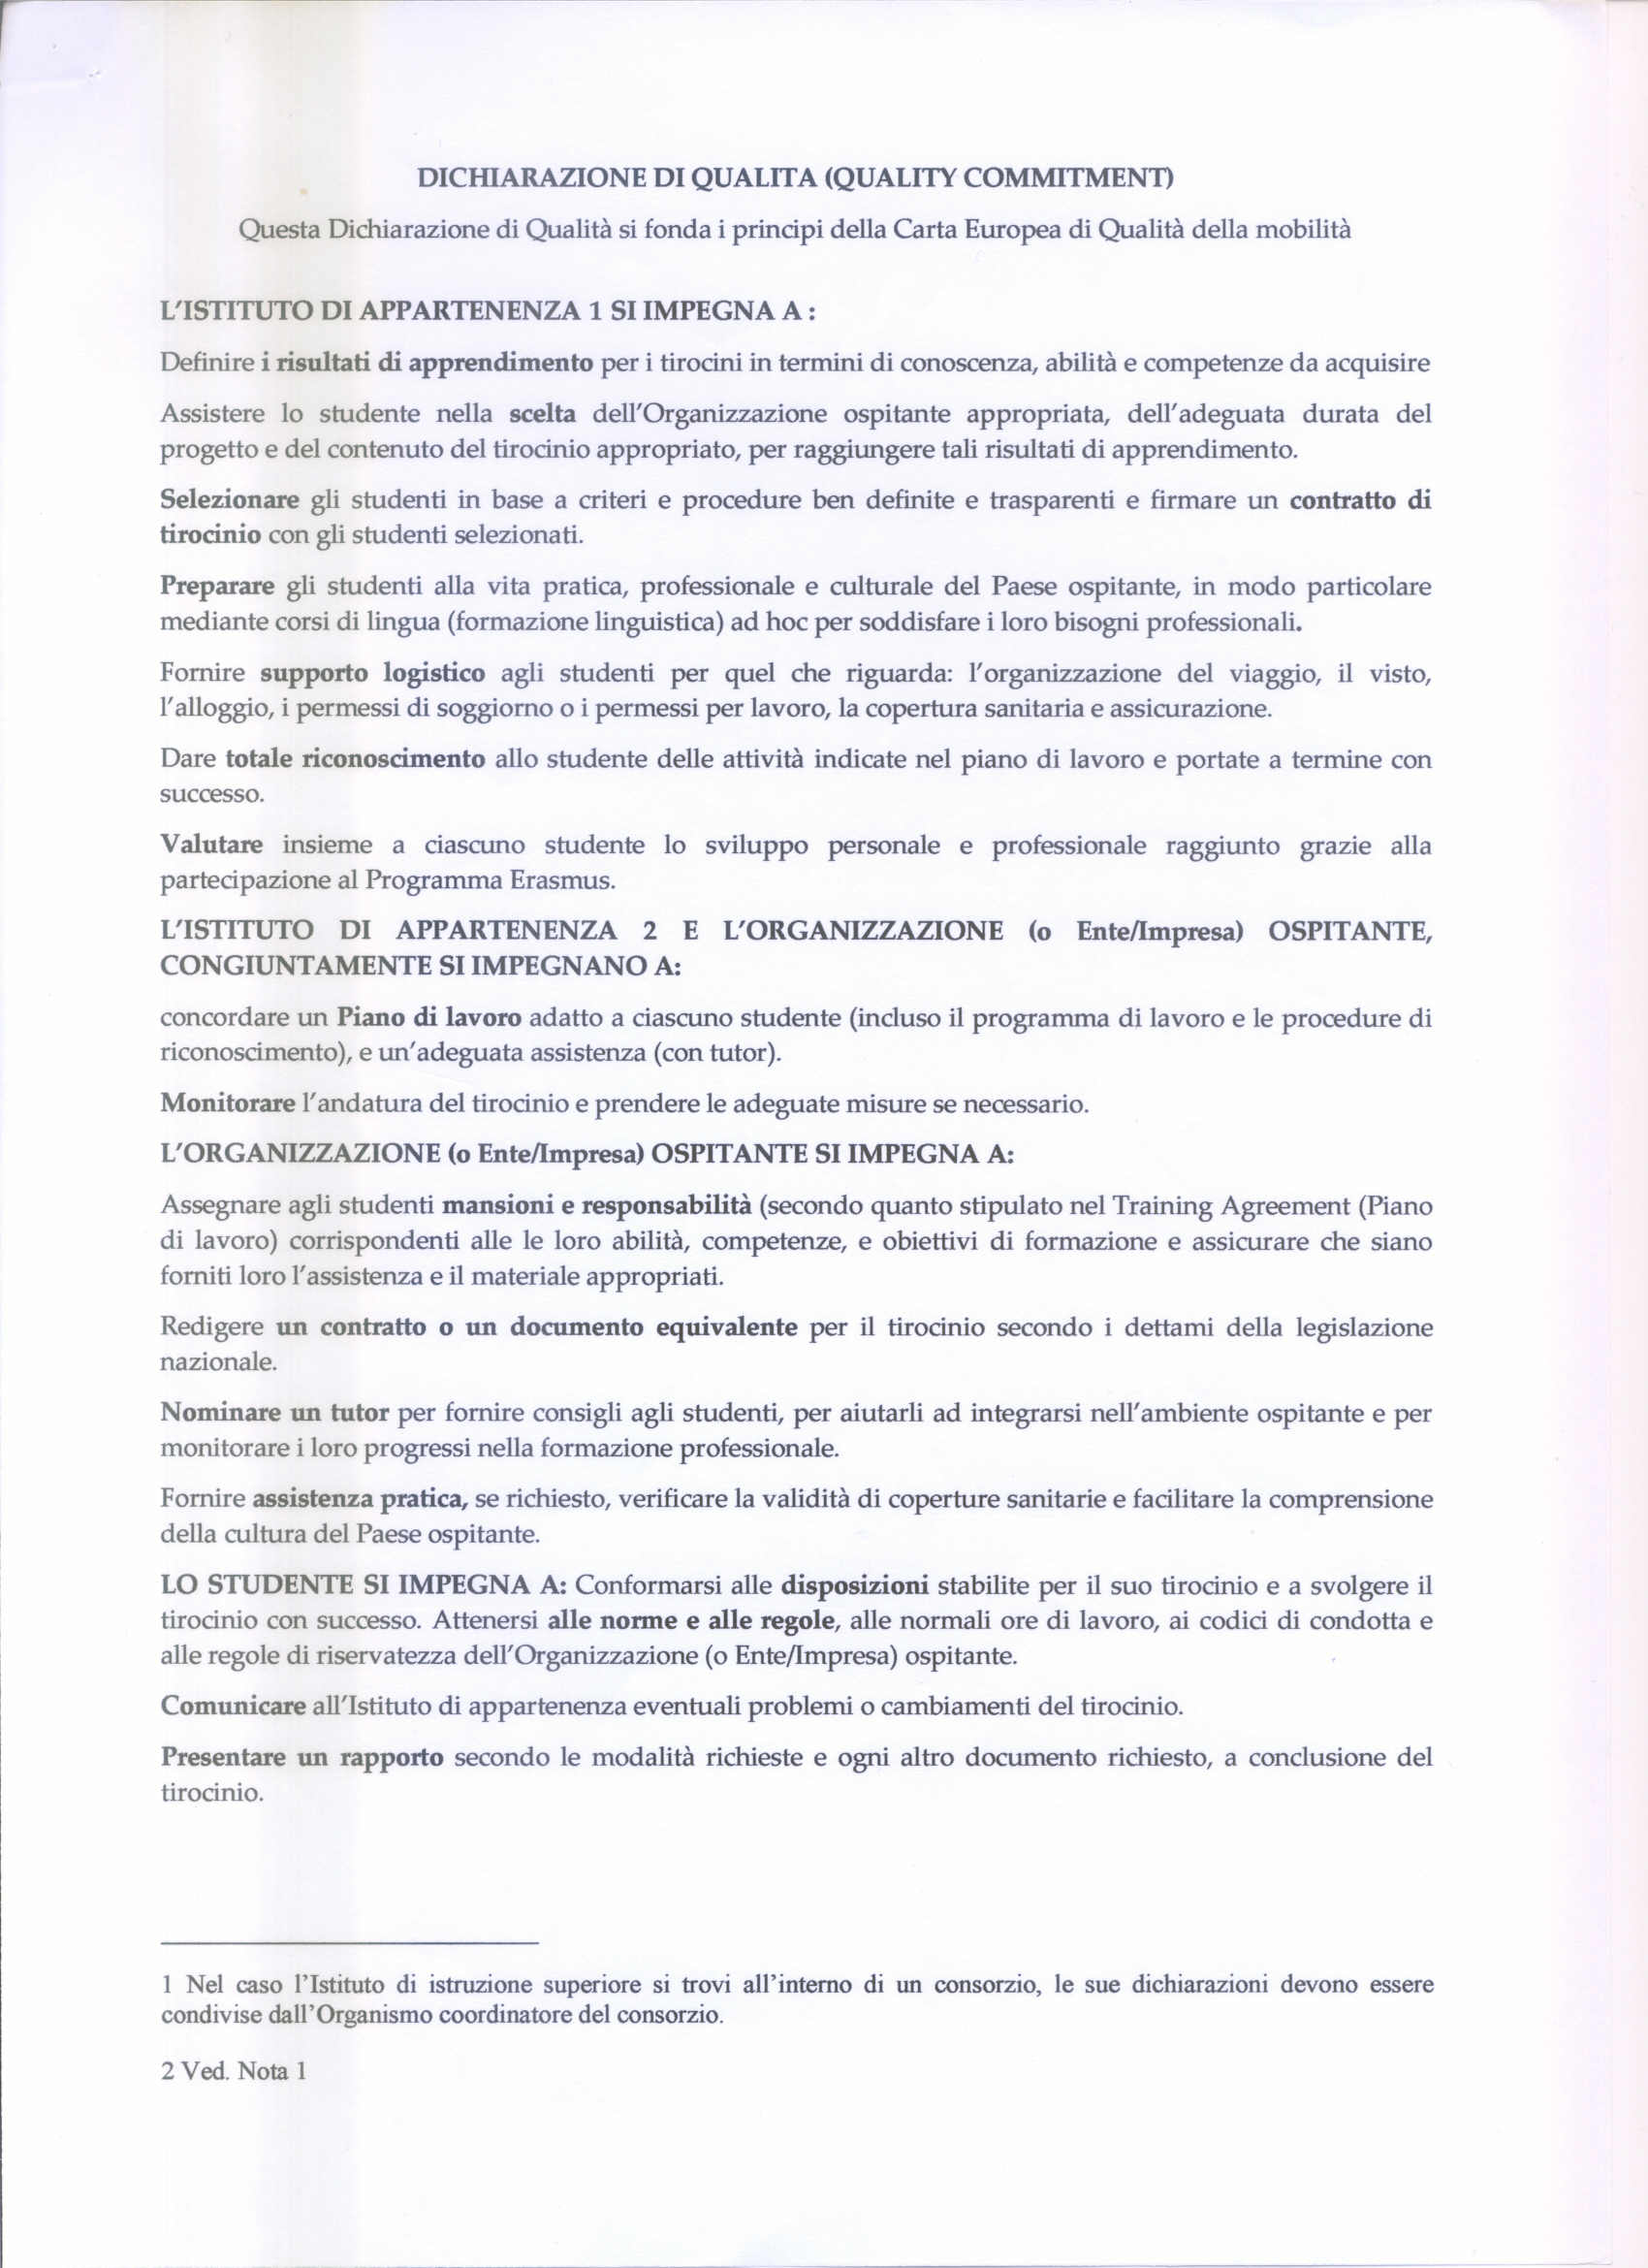 DICHIARAZIONE DI QUALITA (QUALITY COMMITMENT)
Questa Dichiarazione di Qualità si fonda i principi della Carta Europea di Qualità della mobilità
L'ISTITUTO DI APPARTENENZA 1 SI IMPEGNA A :
Definire i risultati di apprendimento per i tirocini in termini di conoscenza, abilità e competenze da acquisire
Assistere lo studente nella scelta dell'Organizzazione ospitante appropriata, dell'adeguata durata del
progetto e del contenuto del tirocinio appropriato, per raggiungere tali risultati di apprendimento.
Selezionare gli studenti in base a criteri e procedure ben definite e trasparenti e firmare un contratto di
tirocinio con gli studenti selezionati.
Preparare gli studenti alla vita pratica, professionale e culturale del Paese ospitante, in modo particolare
mediante corsi di lingua (formazione linguistica) ad hoc per soddisfare i loro bisogni professionali.
Fornire supporto logistico agli studenti per quel che riguarda: l'organizzazione del viaggio, il visto,
l'alloggio, i permessi di soggiorno o i permessi per lavoro, la copertura sanitaria e assicurazione.
Dare totale riconoscimento allo studente delle attività indicate nel piano di lavoro e portate a termine con
successo.
Valutare insieme a ciascuno studente lo sviluppo personale e professionale raggiunto grazie alla
partecipazione al Programma Erasmus.
L'ISTITUTO DI APPARTENENZA 2 E L'ORGANIZZAZIONE (o Ente/Impresa) OSPITANTE,
CONGIUNTAMENTE SI IMPEGNANO A:
concordare un Piano di lavoro adatto a ciascuno studente (incluso il programma di lavoro e le procedure di
riconoscimento), e un'adeguata assistenza (con tutor).
Monitorare l'andatura del tirocinio e prendere le adeguate misure se necessario.
L'ORGANIZZAZIONE (o Ente/Impresa) OSPITANTE SI IMPEGNA A:
Assegnare agli studenti mansioni e responsabilità (secondo quanto stipulato nel Training Agreement (Piano
di lavoro) corrispondenti alle le loro abilità, competenze, e obiettivi di formazione e assicurare che siano
forniti loro l'assistenza e il materiale appropriati.
Redigere un contratto o un documento equivalente per il tirocinio secondo i dettami della legislazione
nazionale.
Nominare un tutor per fornire consigli agli studenti, per aiutarli ad integrarsi nell'ambiente ospitante e per
monitorare i loro progressi nella formazione professionale.
Fornire assistenza pratica, se richiesto, verificare la validità di coperture sanitarie e facilitare la comprensione
della cultura del Paese ospitante.
LO STUDENTE SI IMPEGNA A: Conformarsi alle disposizioni stabilite per il suo tirocinio e a svolgere il
tirocinio con successo. Attenersi alle norme e alle regole, alle normali ore di lavoro, ai codici di condotta e
alle regole di riservatezza dell'Organizzazione (o Ente/Impresa) ospitante.
Comunicare all'Istituto di appartenenza eventuali problemi o cambiamenti del tirocinio.
Presentare un rapporto secondo le modalità richieste e ogni altro documento richiesto, a conclusione del
tirocinio.
1 Nel caso l'Istituto di istruzione superiore si trovi all'interno di un consorzio, le sue dichiarazioni devono essere
condivise dall'Organismo coordinatore del consorzio.
2 Ved. Nota 1